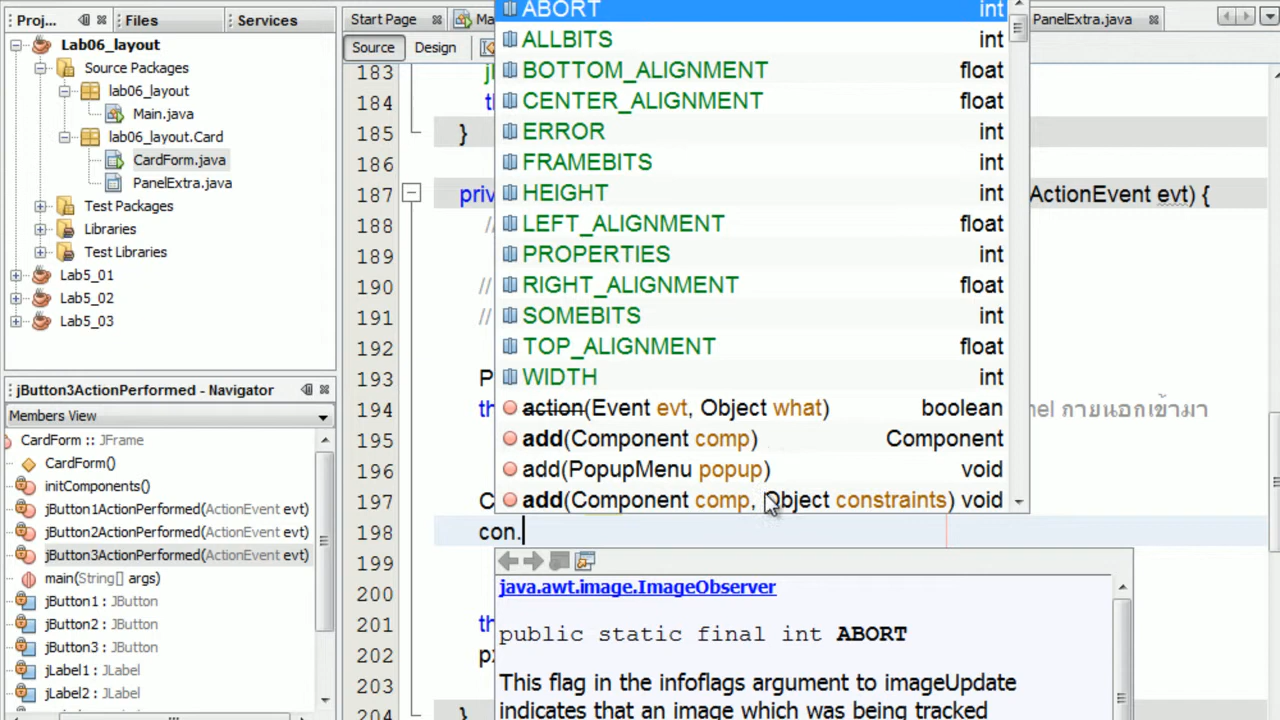 Proj...
Files
Services
Lab06_layout
Source Packages
lab06_layout
Main.java
lab06_layout.Card
CardForm.java
PanelExtra.java
Test Packages
Libraries
Test Libraries
Lab5_01
Lab5_02
Lab5_03
jButton3ActionPerformed - Navigator
Members View
CardForm :: JFrame
CardForm()
initComponents()
jButton1ActionPerformed(ActionEvent evt)
jButton2ActionPerformed(ActionEvent evt)
jButton3ActionPerformed(ActionEvent evt)
main(String[] args)
jButton1 : JButton
jButton2 : JButton
jButton3 : JButton
jLabel1 : JLabel
jLabel2 : JLabel
Start Page
Ma
PanelExtra.java
Source
Design
183 jl
184 th
185 }
186
187 priv ActionEvent evt) {
188 //
189
190 //
191 //
192
193 P
194 th nel ภายนอกเข้ามา
195
196
197 C
198 con.
199
200
201 th
202 px
203
204 }
ABORT int
ALLBITS int
BOTTOM_ALIGNMENT float
CENTER_ALIGNMENT float
ERROR int
FRAMEBITS int
HEIGHT int
LEFT_ALIGNMENT float
PROPERTIES int
RIGHT_ALIGNMENT float
SOMEBITS int
TOP_ALIGNMENT float
WIDTH int
action(Event evt, Object what) boolean
add(Component comp) Component
add(PopupMenu popup) void
add(Component comp, Object constraints) void
java.awt.image.ImageObserver
public static final int ABORT
This flag in the infoflags argument to imageUpdate
indicates that an image which was being tracked